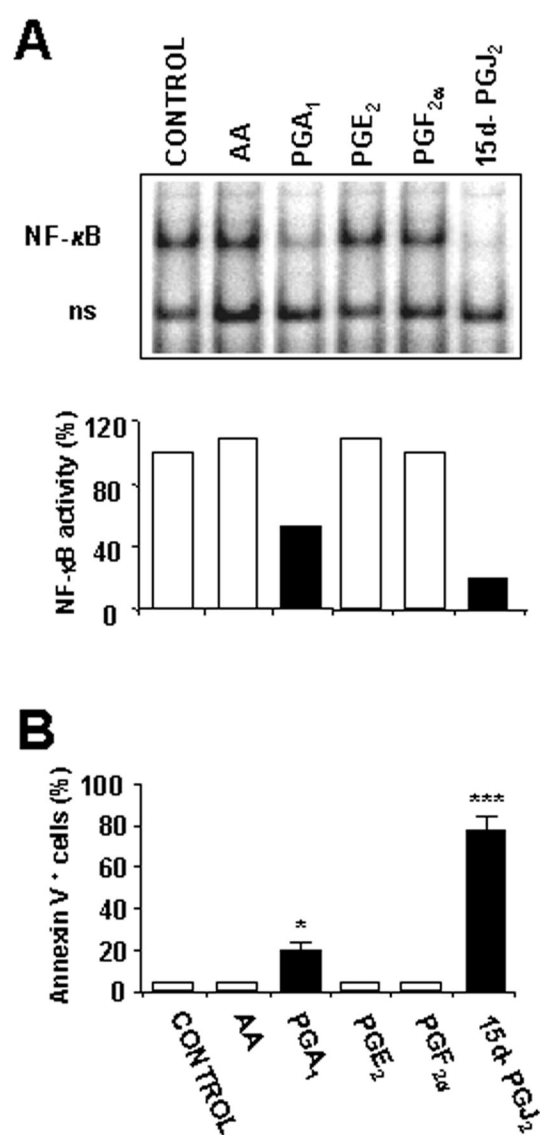 A
CONTROL
AA
PGA₁
PGE₂
PGF₂α
15d- PGJ₂
NF-κB
ns
NF-κB activity (%)
120
80
40
0
B
Annexin V ⁺ cells (%)
100
80
60
40
20
0
*
***
CONTROL
AA
PGA₁
PGE₂
PGF₂α
15d- PGJ₂